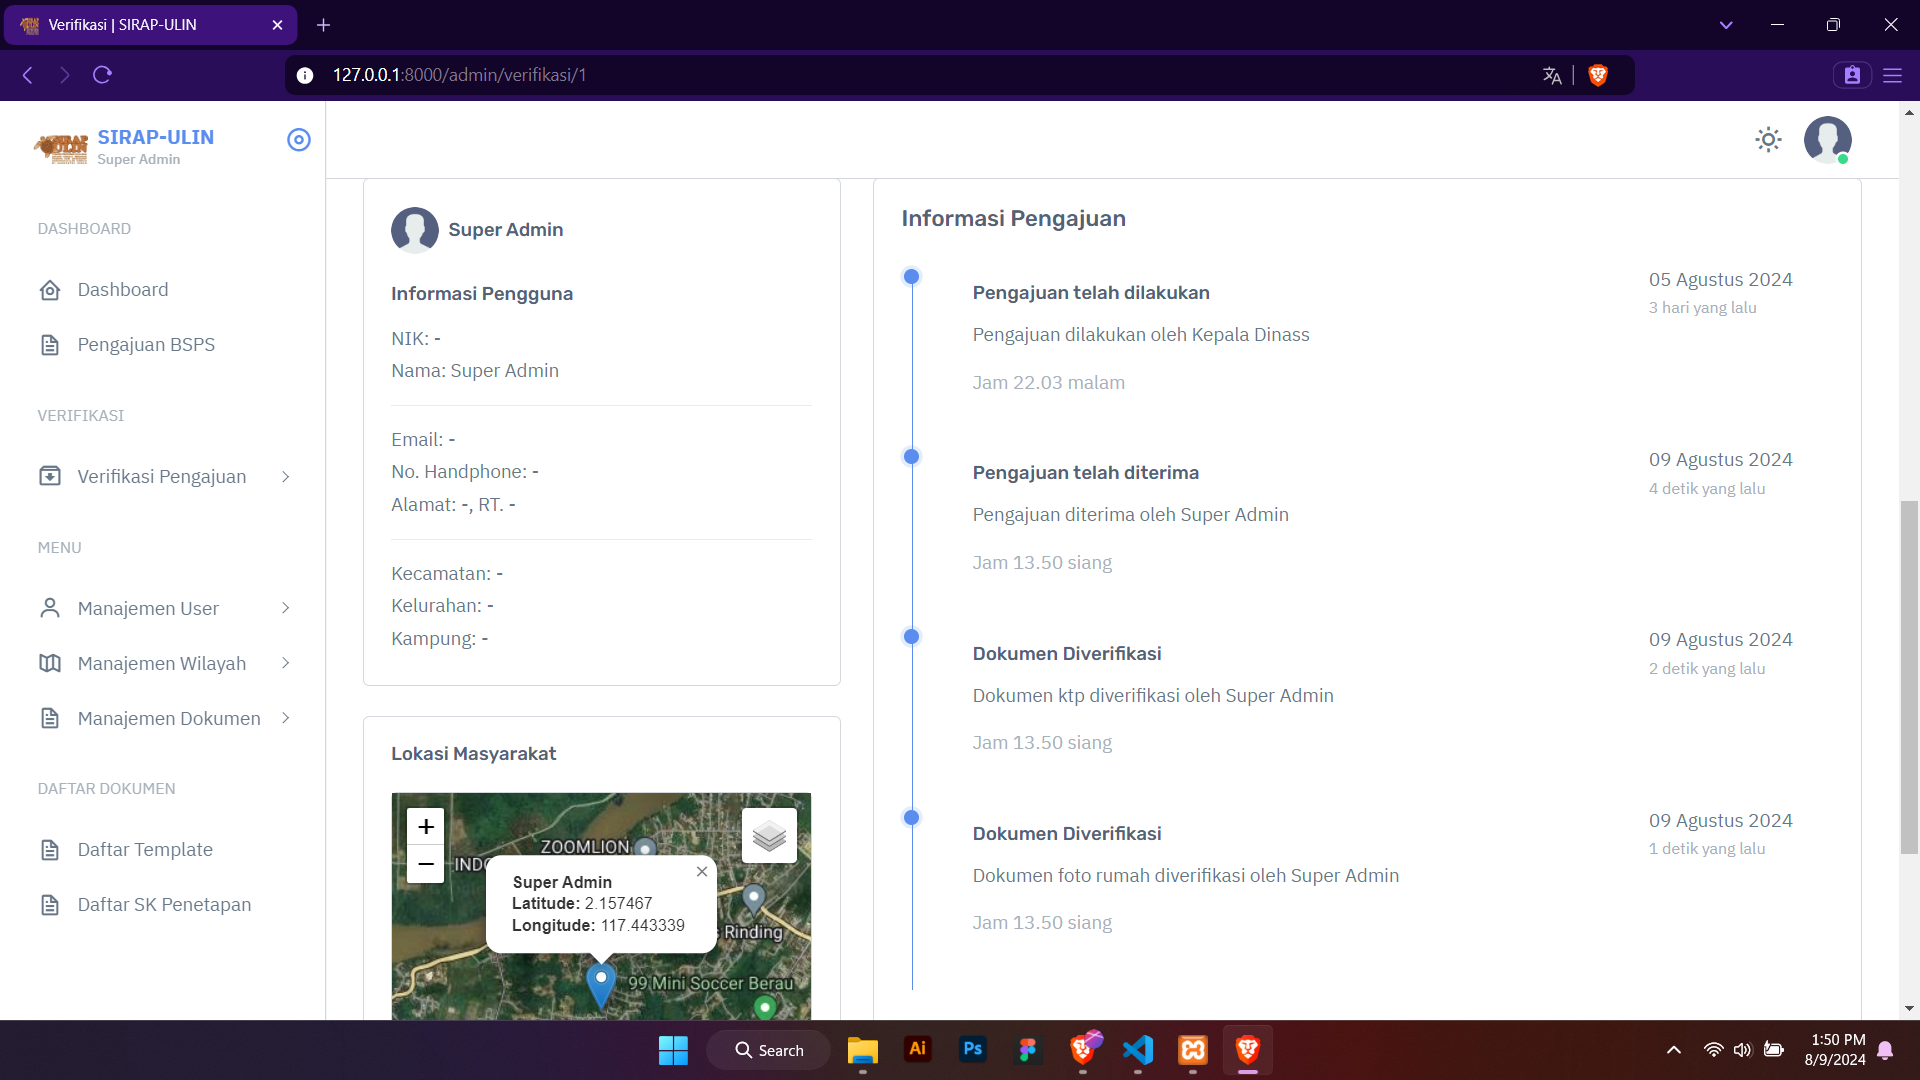 Verifikasi | SIRAP-ULIN
127.0.0.1:8000/admin/verifikasi/1
SIRAP-ULIN
Super Admin
DASHBOARD
Dashboard
Pengajuan BSPS
VERIFIKASI
Verifikasi Pengajuan
MENU
Manajemen User
Manajemen Wilayah
Manajemen Dokumen
DAFTAR DOKUMEN
Daftar Template
Daftar SK Penetapan
Super Admin
Informasi Pengguna
NIK: -
Nama: Super Admin
Email: -
No. Handphone: -
Alamat: -, RT. -
Kecamatan: -
Kelurahan: -
Kampung: -
Lokasi Masyarakat
+
−
ZOOMLION
Super Admin
Latitude: 2.157467
Longitude: 117.443339
Rinding
99 Mini Soccer Berau
Informasi Pengajuan
Pengajuan telah dilakukan
05 Agustus 2024
3 hari yang lalu
Pengajuan dilakukan oleh Kepala Dinass
Jam 22.03 malam
Pengajuan telah diterima
09 Agustus 2024
4 detik yang lalu
Pengajuan diterima oleh Super Admin
Jam 13.50 siang
Dokumen Diverifikasi
09 Agustus 2024
2 detik yang lalu
Dokumen ktp diverifikasi oleh Super Admin
Jam 13.50 siang
Dokumen Diverifikasi
09 Agustus 2024
1 detik yang lalu
Dokumen foto rumah diverifikasi oleh Super Admin
Jam 13.50 siang
Search
Ai
Ps
1:50 PM
8/9/2024